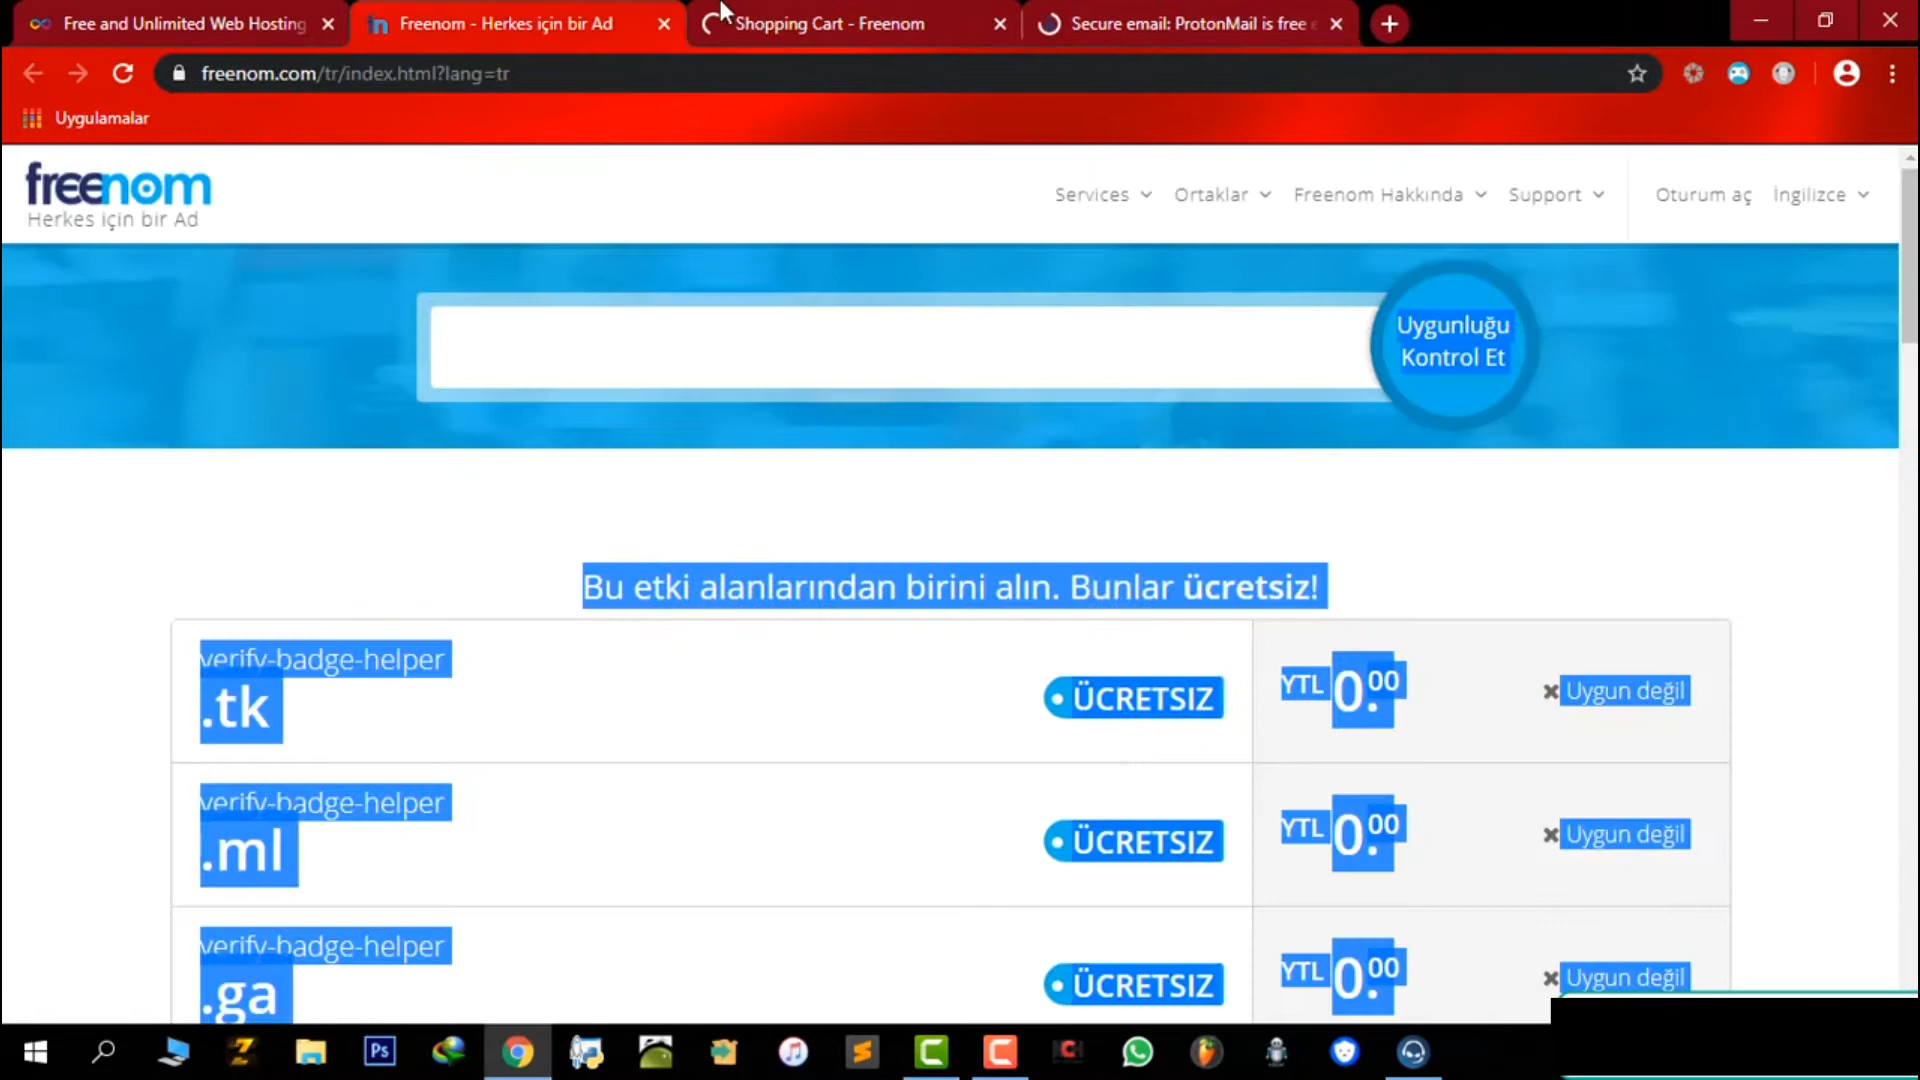 Free and Unlimited Web Hosting
Freenom - Herkes için bir Ad
Shopping Cart - Freenom
Secure email: ProtonMail is free
freenom.com/tr/index.html?lang=tr
Uygulamalar
freenom
Herkes için bir Ad
Services
Ortaklar
Freenom Hakkında
Support
Oturum aç
İngilizce
Uygunluğu
Kontrol Et
Bu etki alanlarından birini alın. Bunlar ücretsiz!
verify-badge-helper
.tk
ÜCRETSIZ
YTL 0.00
Uygun değil
verify-badge-helper
.ml
ÜCRETSIZ
YTL 0.00
Uygun değil
verify-badge-helper
.ga
ÜCRETSIZ
YTL 0.00
Uygun değil
Ps